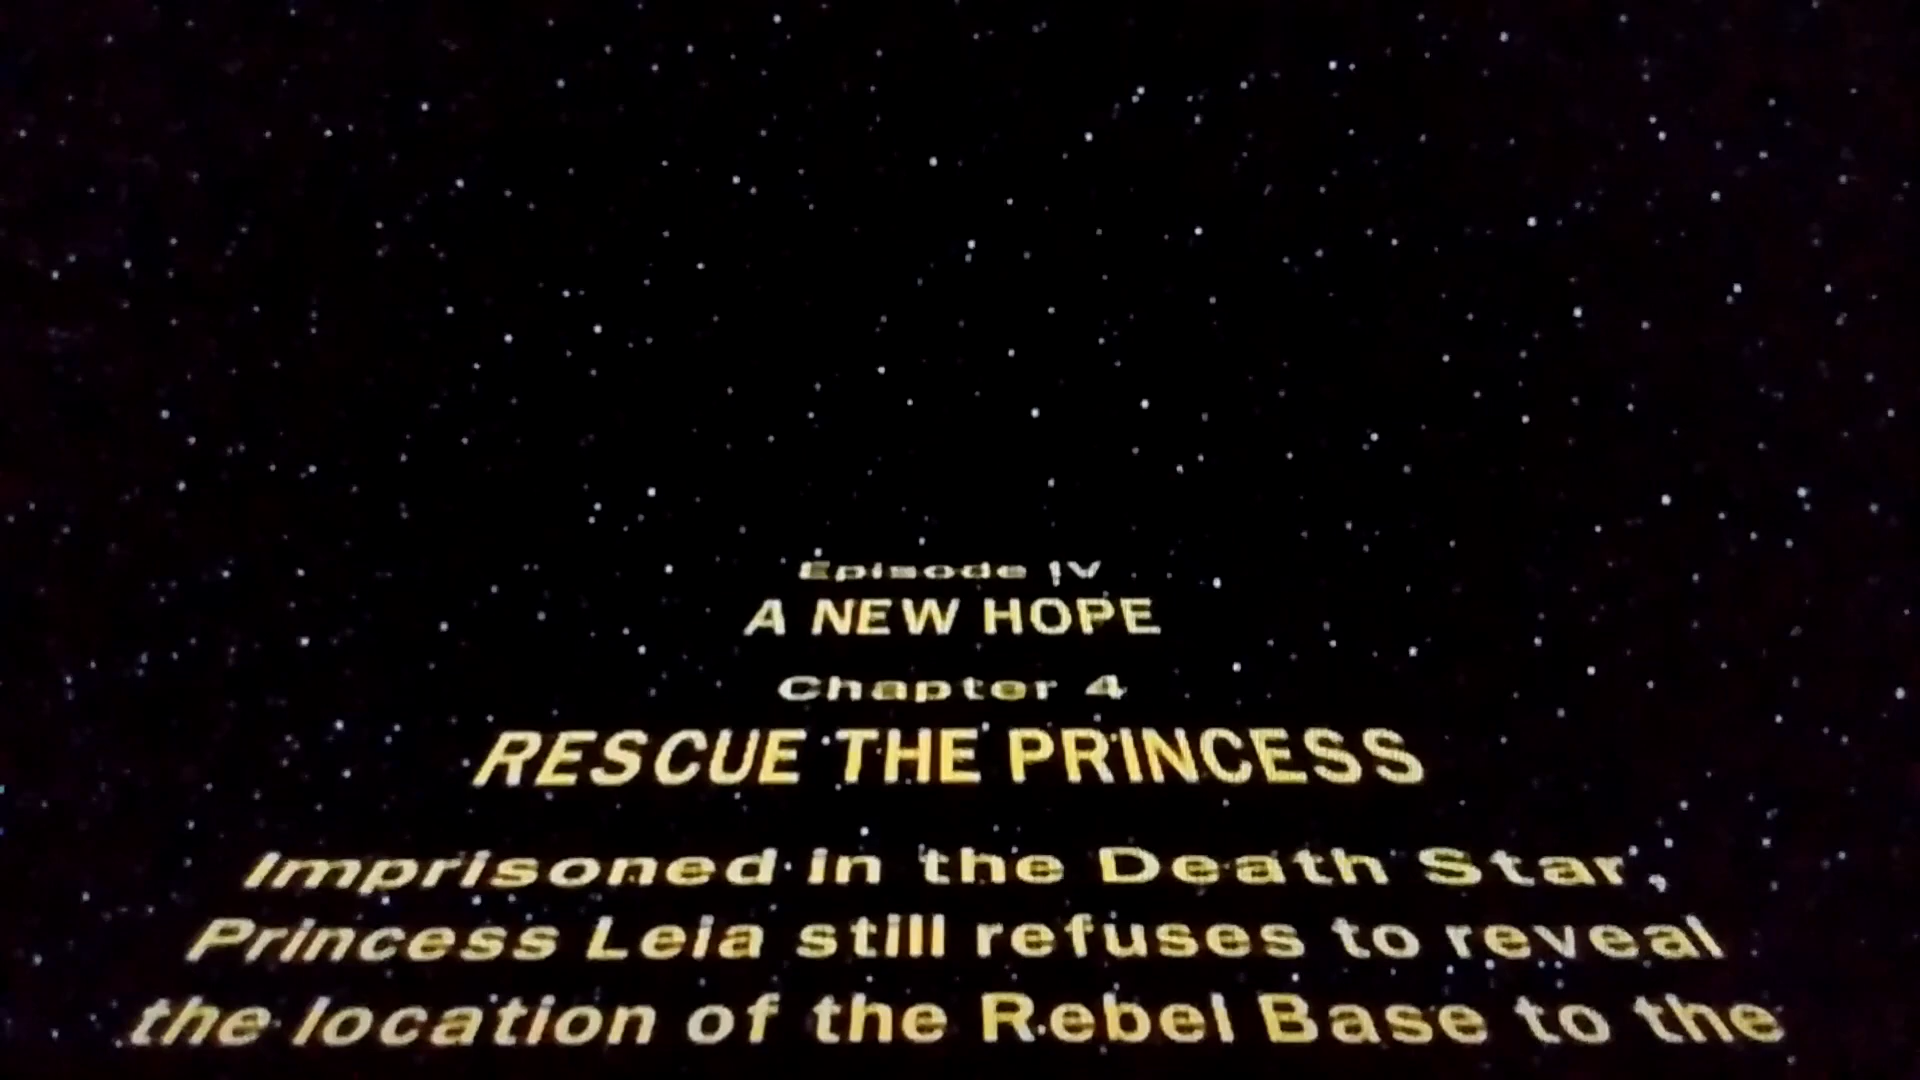 Episode IV
A NEW HOPE
Chapter 4
RESCUE THE PRINCESS
Imprisoned in the Death Star,
Princess Leia still refuses to reveal
the location of the Rebel Base to the